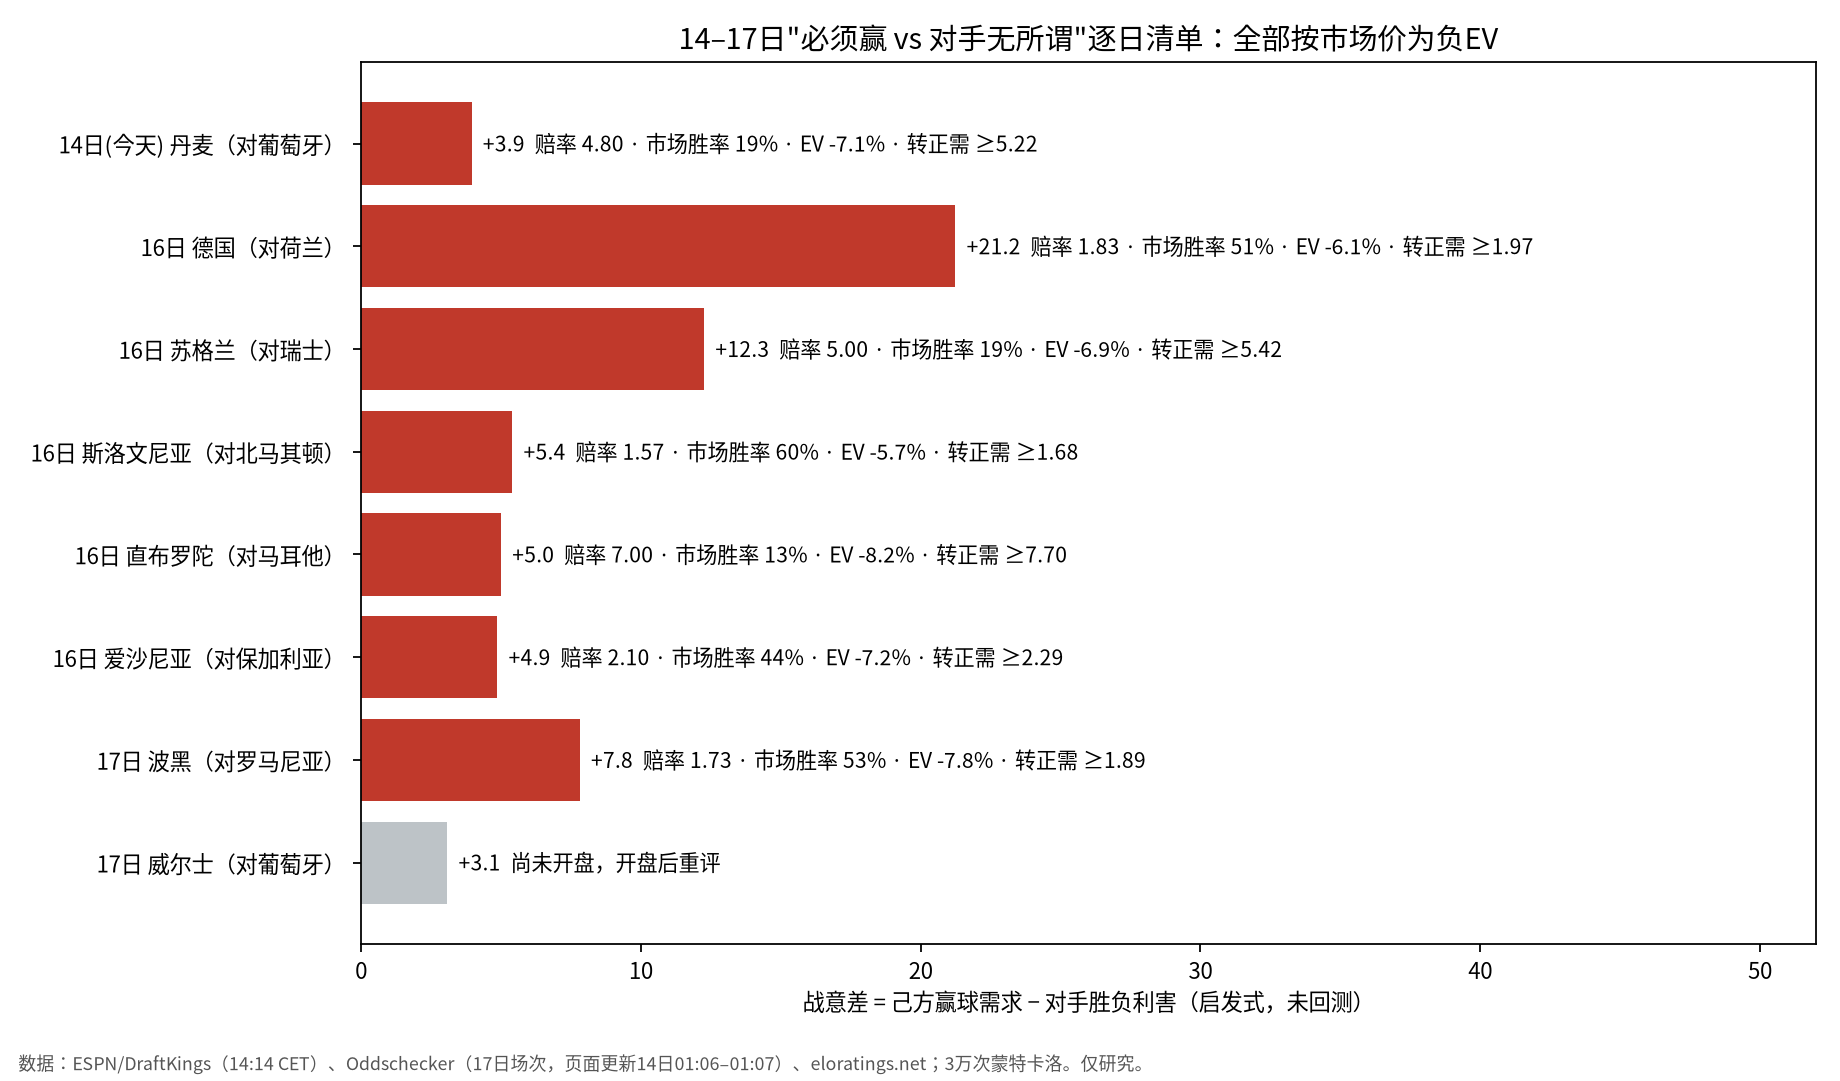 14–17日"必须赢 vs 对手无所谓"逐日清单：全部按市场价为负EV
14日(今天) 丹麦（对葡萄牙） +3.9 赔率 4.80 · 市场胜率 19% · EV -7.1% · 转正需 ≥5.22
16日 德国（对荷兰） +21.2 赔率 1.83 · 市场胜率 51% · EV -6.1% · 转正需 ≥1.97
16日 苏格兰（对瑞士） +12.3 赔率 5.00 · 市场胜率 19% · EV -6.9% · 转正需 ≥5.42
16日 斯洛文尼亚（对北马其顿） +5.4 赔率 1.57 · 市场胜率 60% · EV -5.7% · 转正需 ≥1.68
16日 直布罗陀（对马耳他） +5.0 赔率 7.00 · 市场胜率 13% · EV -8.2% · 转正需 ≥7.70
16日 爱沙尼亚（对保加利亚） +4.9 赔率 2.10 · 市场胜率 44% · EV -7.2% · 转正需 ≥2.29
17日 波黑（对罗马尼亚） +7.8 赔率 1.73 · 市场胜率 53% · EV -7.8% · 转正需 ≥1.89
17日 威尔士（对葡萄牙） +3.1 尚未开盘，开盘后重评
0 10 20 30 40 50
战意差 = 己方赢球需求 − 对手胜负利害（启发式，未回测）
数据：ESPN/DraftKings（14:14 CET）、Oddschecker（17日场次，页面更新14日01:06–01:07）、eloratings.net；3万次蒙特卡洛。仅研究。